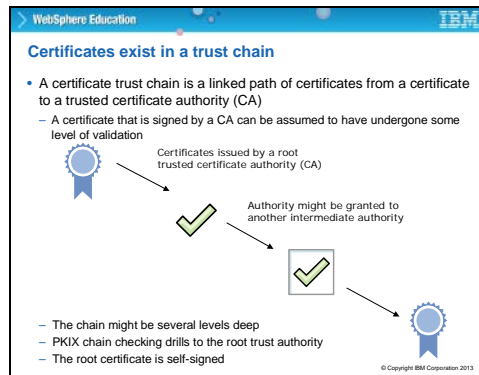 WebSphere Education
IBM
Certificates exist in a trust chain
• A certificate trust chain is a linked path of certificates from a certificate
to a trusted certificate authority (CA)
– A certificate that is signed by a CA can be assumed to have undergone some
level of validation
Certificates issued by a root
trusted certificate authority (CA)
Authority might be granted to
another intermediate authority
– The chain might be several levels deep
– PKIX chain checking drills to the root trust authority
– The root certificate is self-signed
© Copyright IBM Corporation 2013